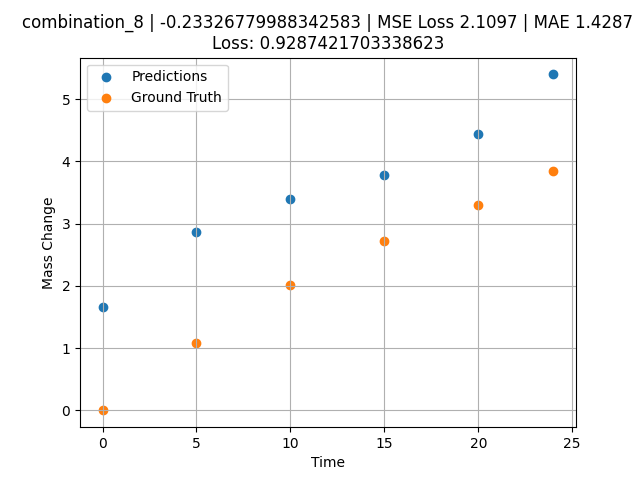 combination_8 | -0.23326779988342583 | MSE Loss 2.1097 | MAE 1.4287
Loss: 0.9287421703338623
Predictions
Ground Truth
Mass Change
5
4
3
2
1
0
0 5 10 15 20 25
Time